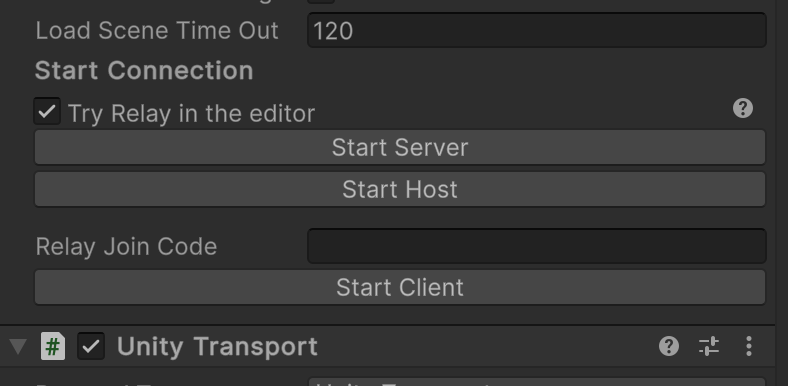 Load Scene Time Out 120
Start Connection
Try Relay in the editor
Start Server
Start Host
Relay Join Code
Start Client
# Unity Transport